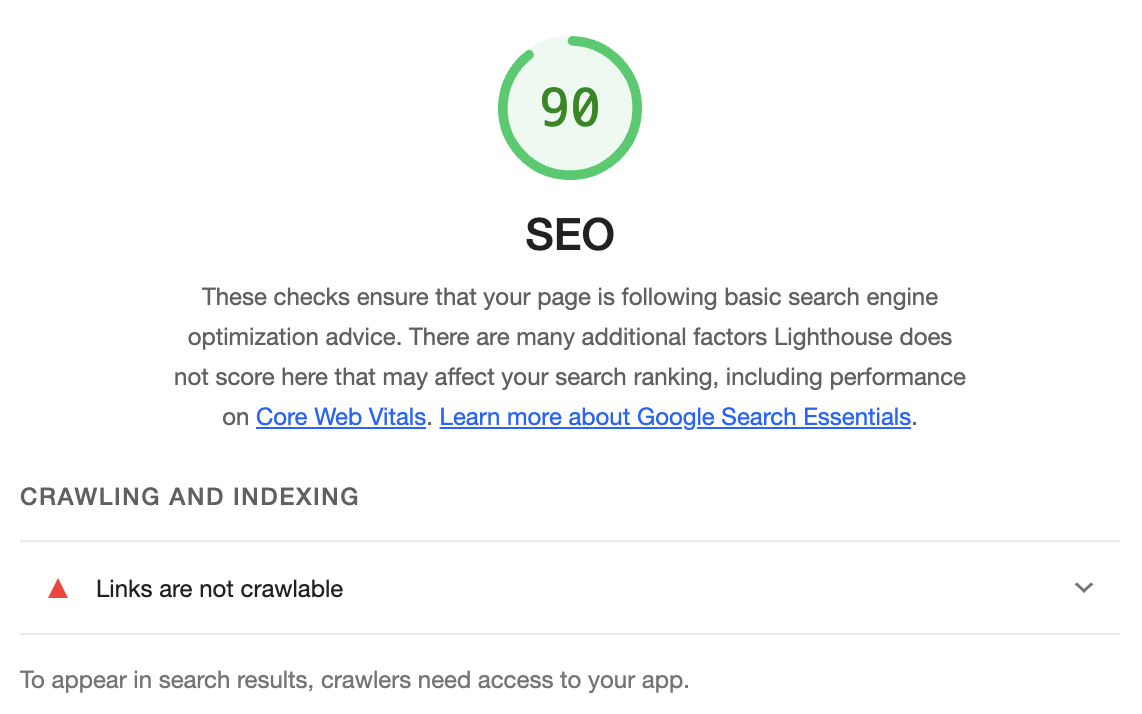 90
SEO
These checks ensure that your page is following basic search engine
optimization advice. There are many additional factors Lighthouse does
not score here that may affect your search ranking, including performance
on Core Web Vitals. Learn more about Google Search Essentials.
CRAWLING AND INDEXING
Links are not crawlable
To appear in search results, crawlers need access to your app.